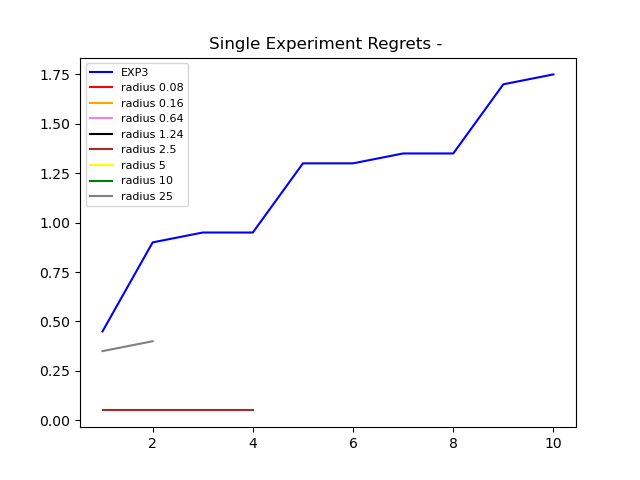 Single Experiment Regrets -
EXP3
radius 0.08
radius 0.16
radius 0.64
radius 1.24
radius 2.5
radius 5
radius 10
radius 25
1.75
1.50
1.25
1.00
0.75
0.50
0.25
0.00
2 4 6 8 10